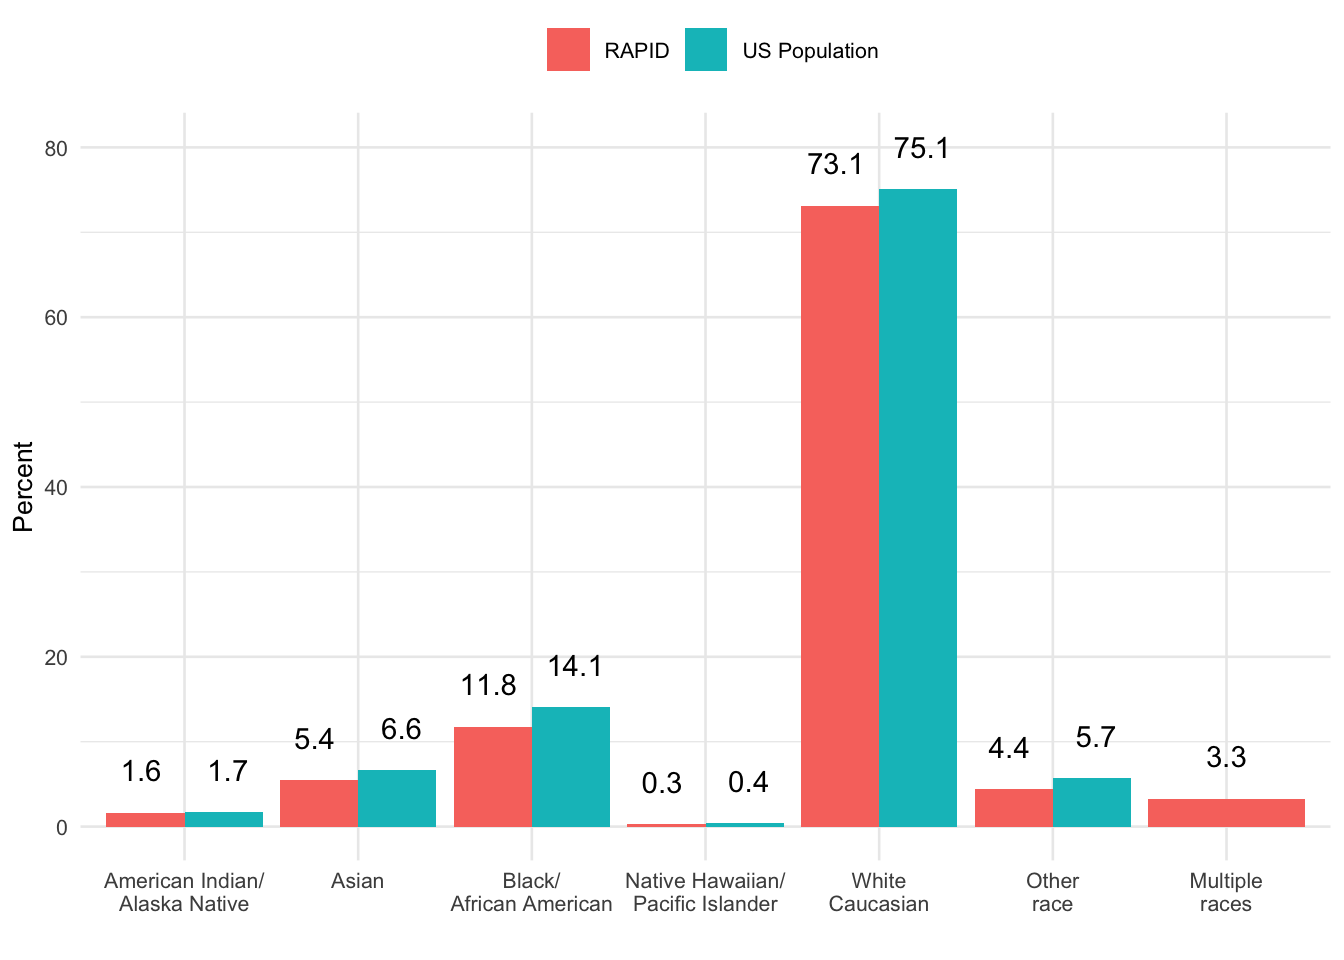 RAPID US Population
80
60
40
20
0
Percent
73.1 75.1
11.8 14.1
5.4 6.6
1.6 1.7
0.3 0.4
4.4 5.7
3.3
American Indian/
Alaska Native
Asian
Black/
African American
Native Hawaiian/
Pacific Islander
White
Caucasian
Other
race
Multiple
races